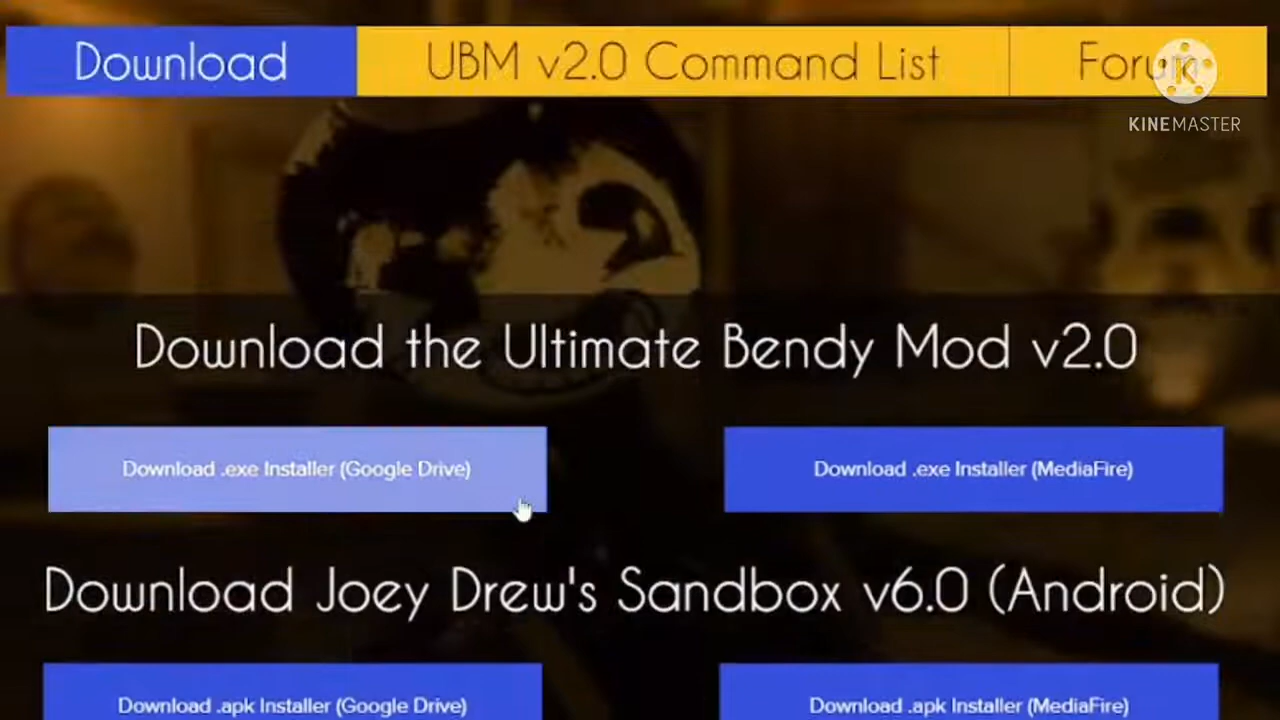 Download
UBM v2.0 Command List
Forum
KINEMASTER
Download the Ultimate Bendy Mod v2.0
Download .exe Installer (Google Drive)
Download .exe Installer (MediaFire)
Download Joey Drew's Sandbox v6.0 (Android)
Download .apk Installer (Google Drive)
Download .apk Installer (MediaFire)